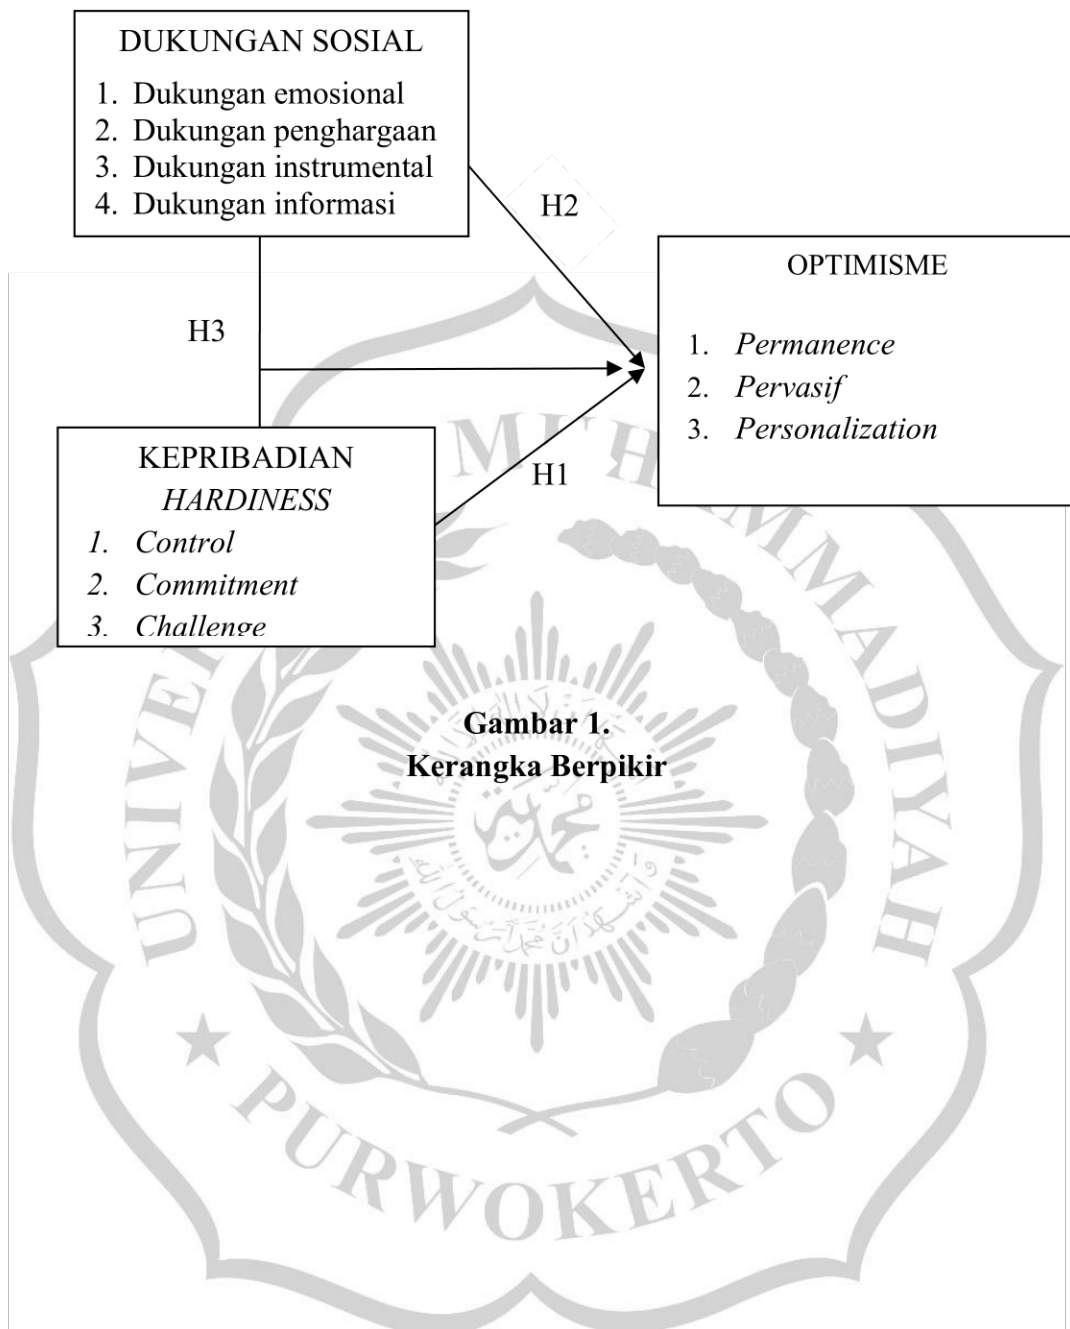 DUKUNGAN SOSIAL
1. Dukungan emosional
2. Dukungan penghargaan
3. Dukungan instrumental
4. Dukungan informasi
H2
OPTIMISME
1. Permanence
2. Pervasif
3. Personalization
H3
H1
KEPRIBADIAN
HARDINESS
1. Control
2. Commitment
3. Challenge
Gambar 1.
Kerangka Berpikir
MUHAMMADIYAH
PURWOKERTO